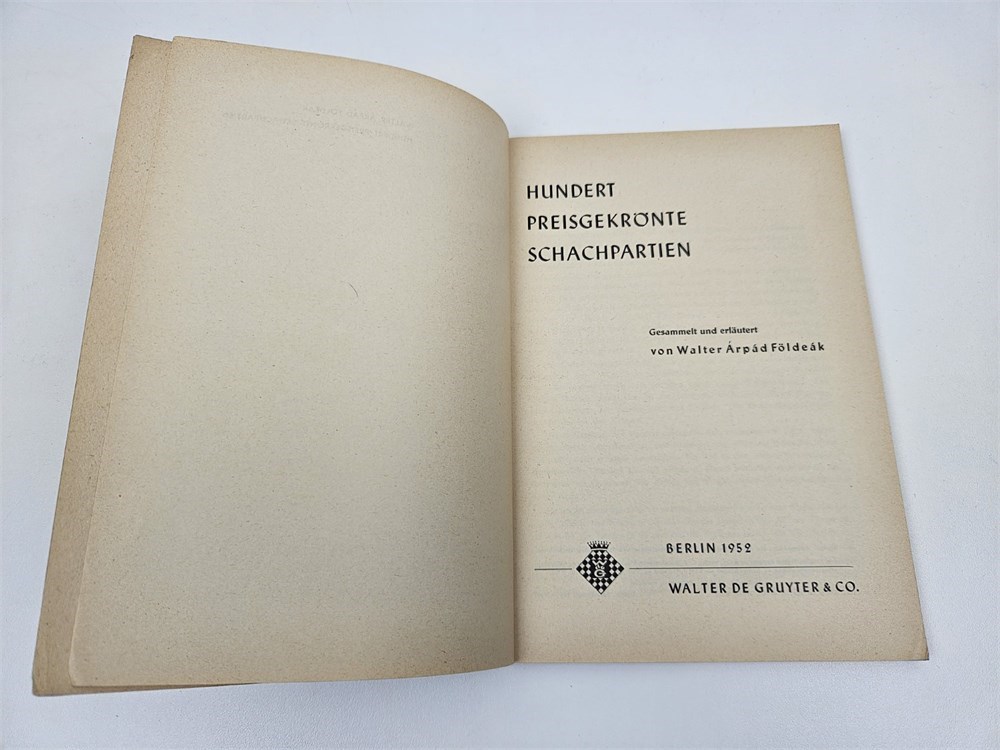 HUNDERT
PREISGEKRÖNTE
SCHACHPARTIEN
Gesammelt und erläutert
von Walter Árpád Földeák
BERLIN 1952
WALTER DE GRUYTER & CO.